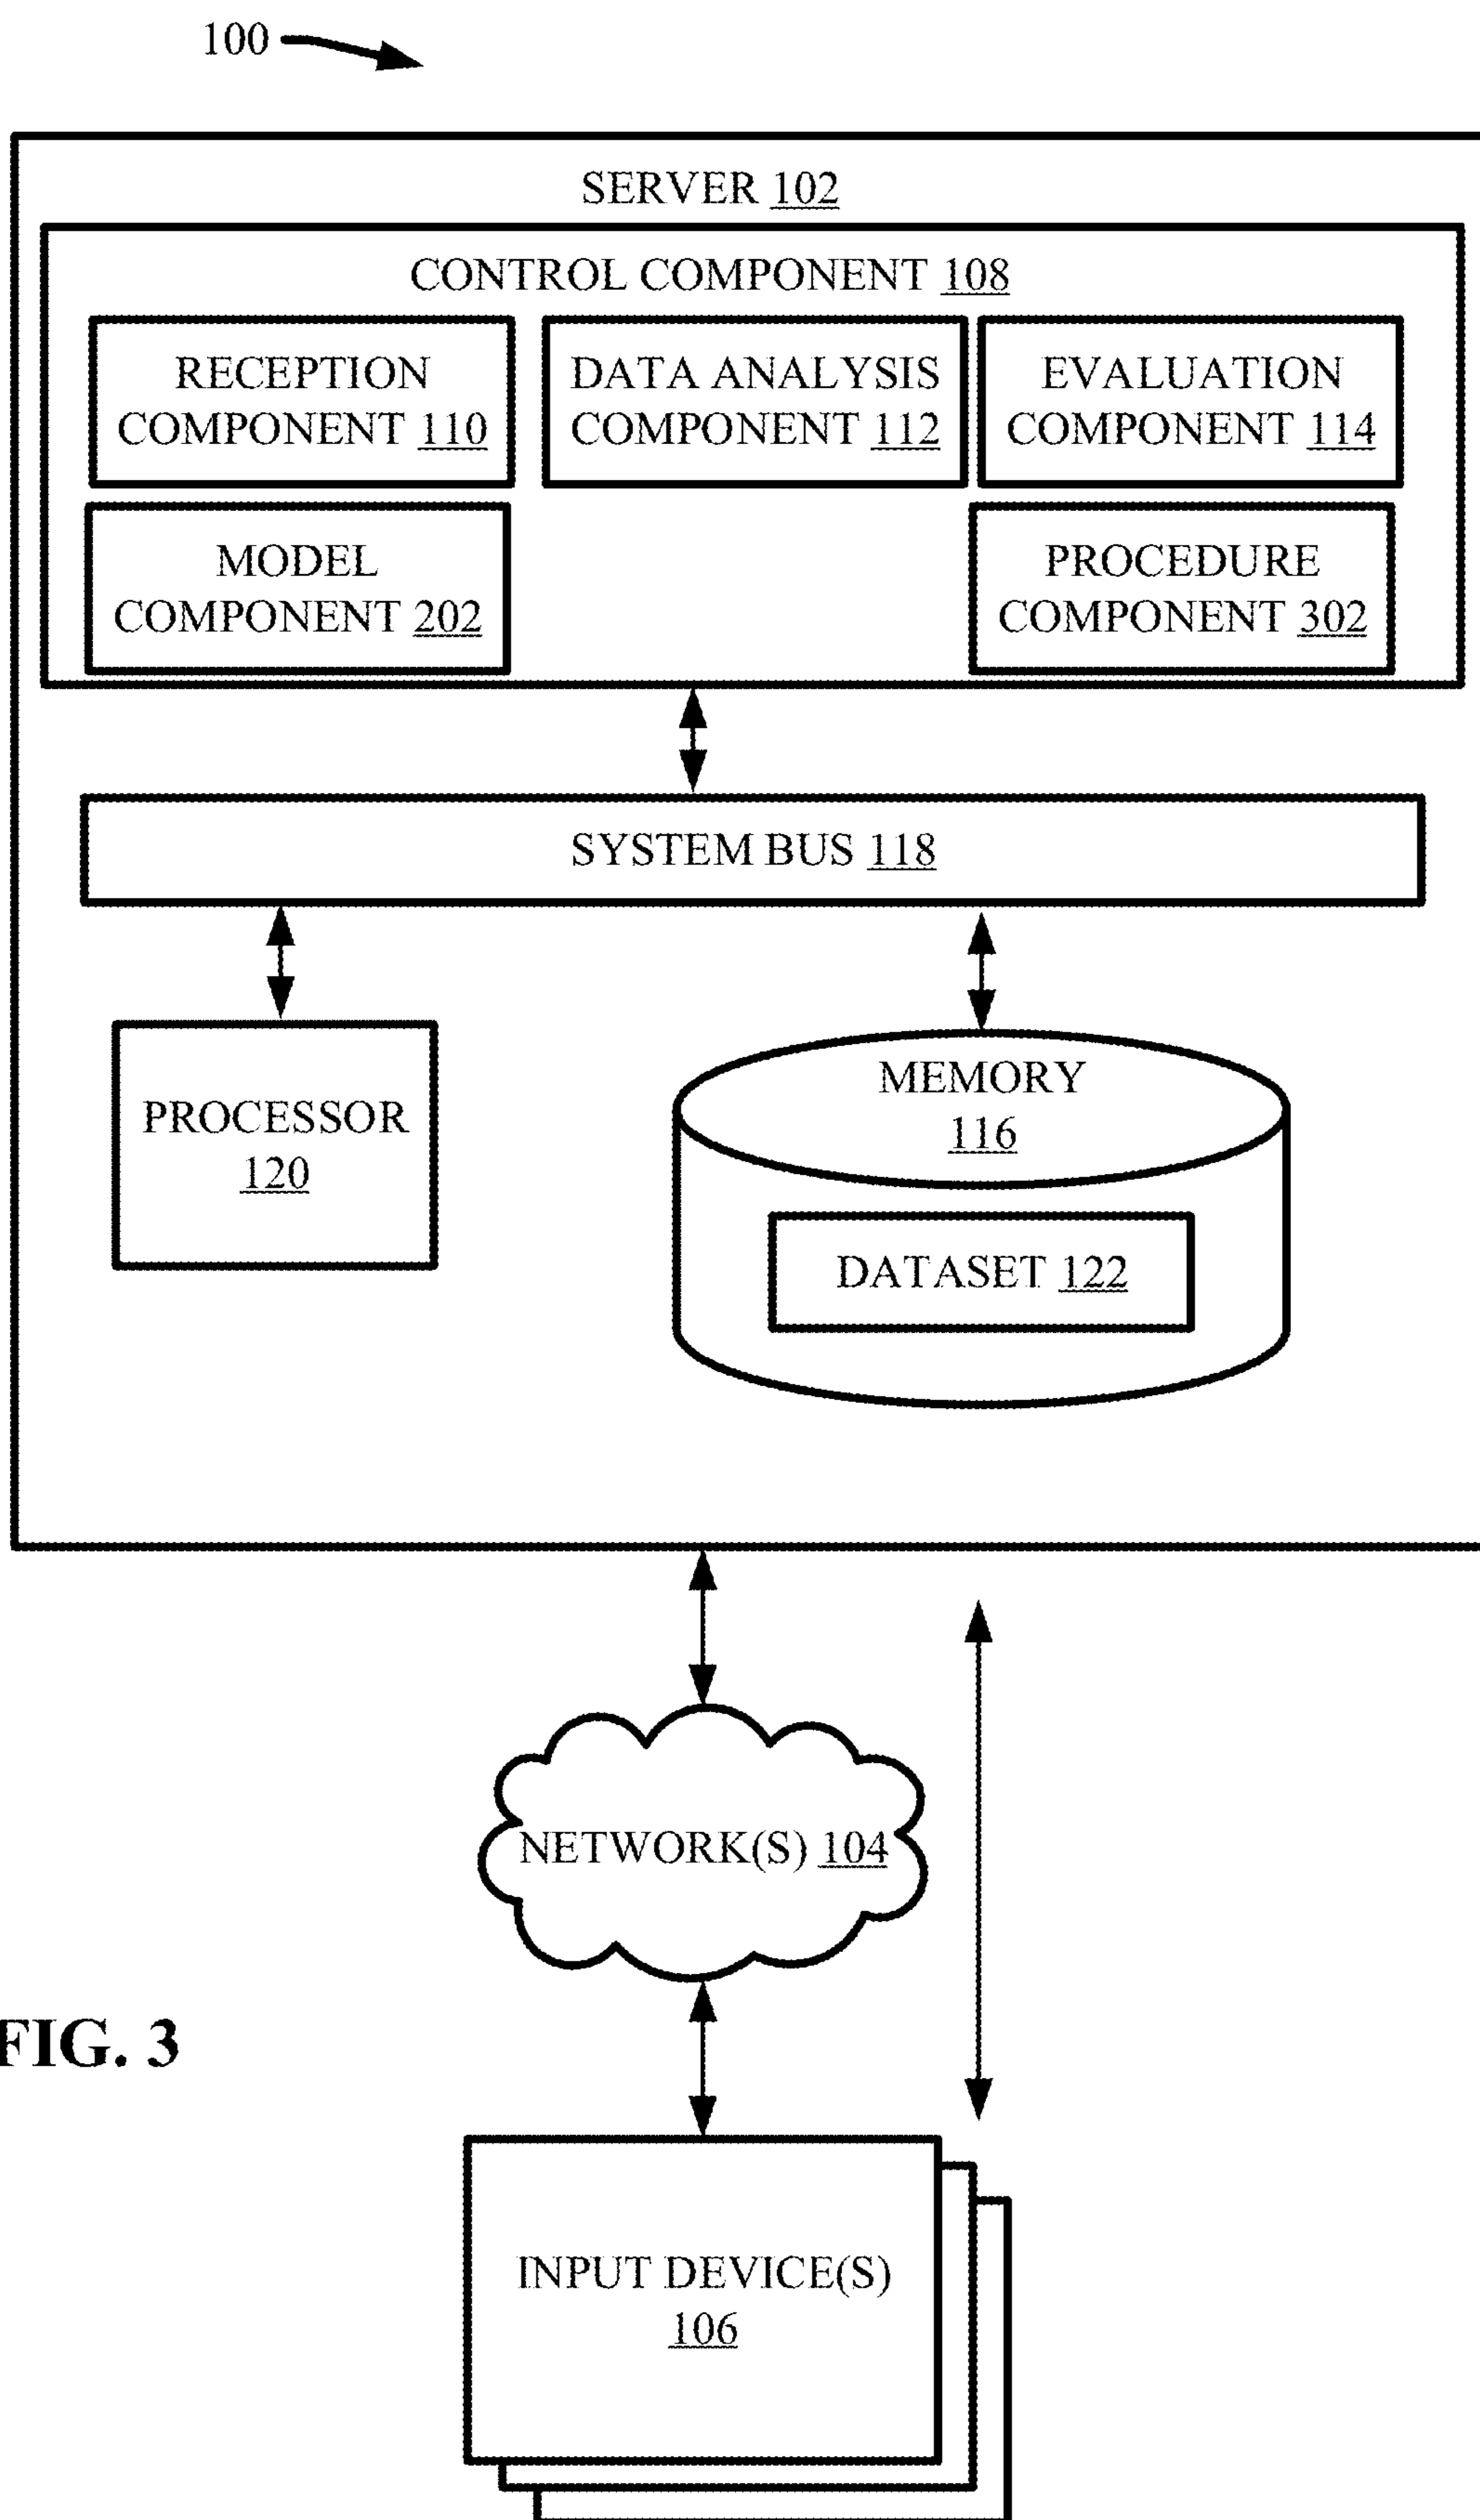 100
SERVER 102
CONTROL COMPONENT 108
RECEPTION
COMPONENT 110
DATA ANALYSIS
COMPONENT 112
EVALUATION
COMPONENT 114
MODEL
COMPONENT 202
PROCEDURE
COMPONENT 302
SYSTEM BUS 118
PROCESSOR
120
MEMORY
116
DATASET 122
NETWORK(S) 104
FIG. 3
INPUT DEVICE(S)
106